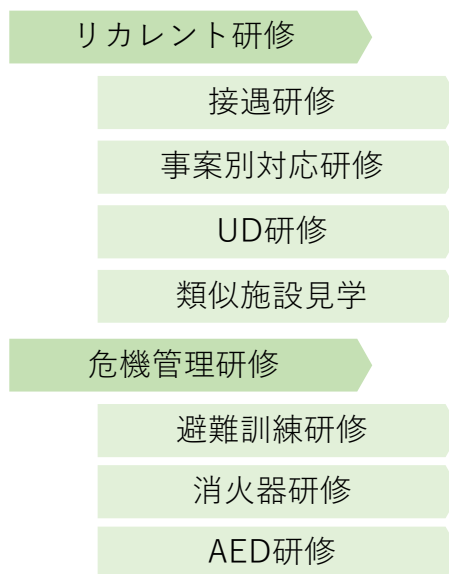 リカレント研修
接遇研修
事案別対応研修
UD研修
類似施設見学
危機管理研修
避難訓練研修
消火器研修
AED研修